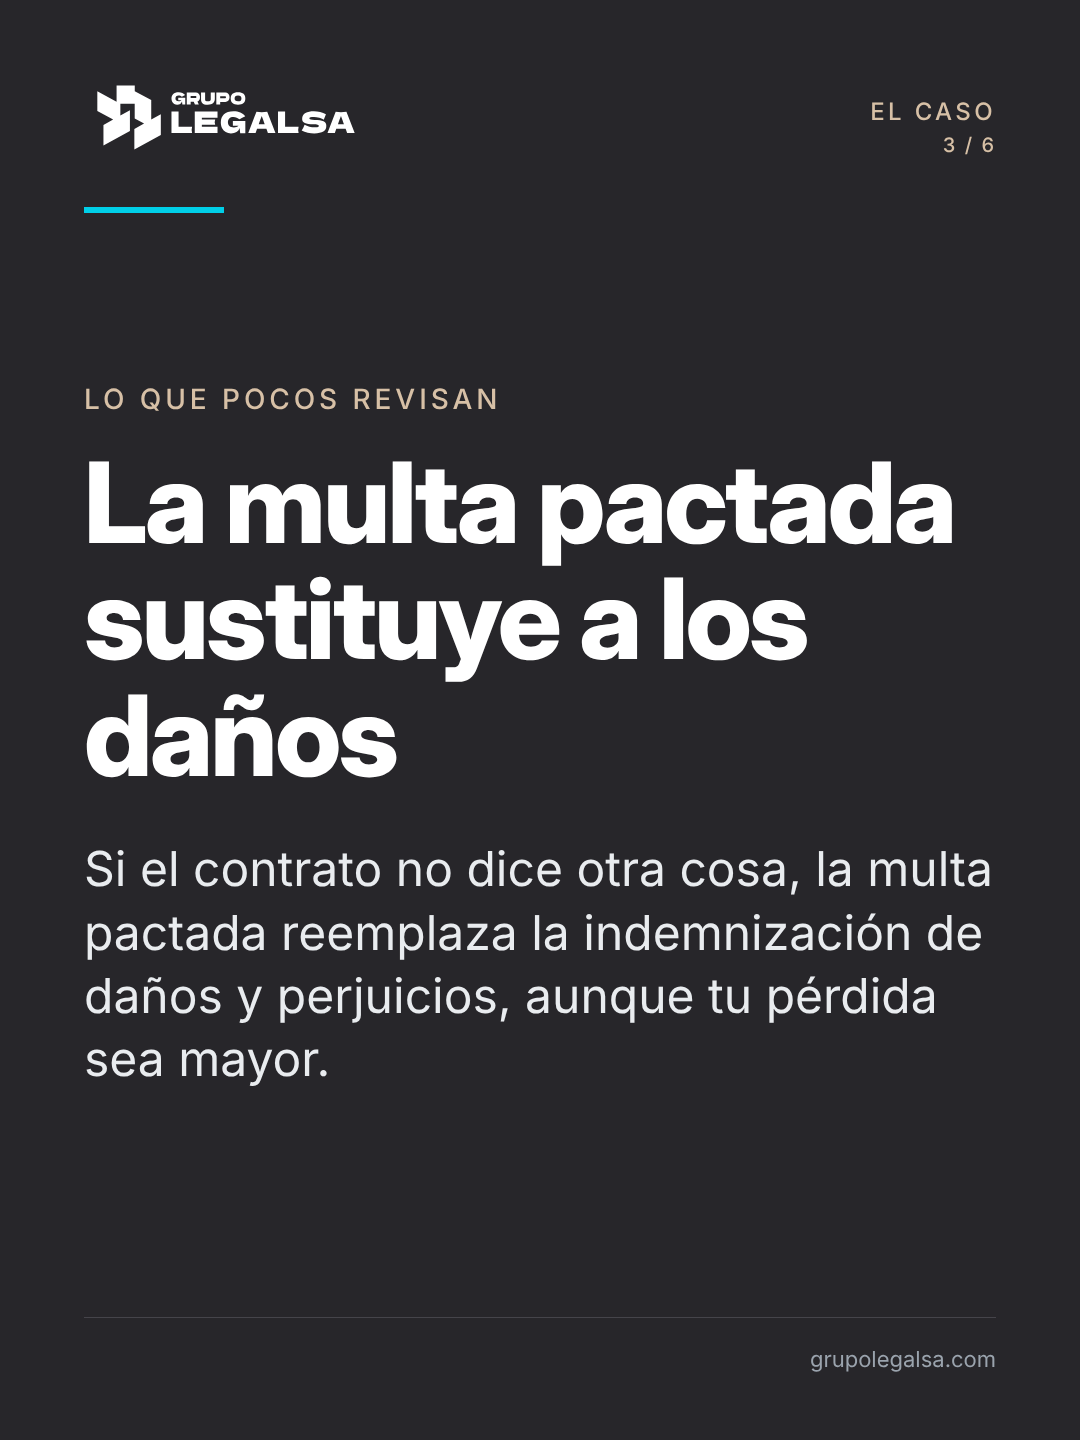 GRUPO
LEGALSA
EL CASO
3 / 6
LO QUE POCOS REVISAN
La multa pactada
sustituye a los
daños
Si el contrato no dice otra cosa, la multa
pactada reemplaza la indemnización de
daños y perjuicios, aunque tu pérdida
sea mayor.
grupolegalsa.com